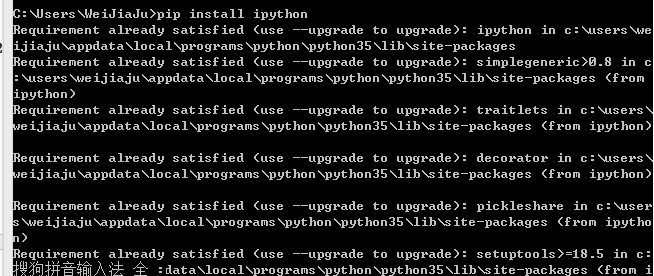 C:\Users\WeiJiaJu>pip install ipython
Requirement already satisfied (use --upgrade to upgrade): ipython in c:\users\we
ijiaju\appdata\local\programs\python\python35\lib\site-packages
Requirement already satisfied (use --upgrade to upgrade): simplegeneric>0.8 in c
:\users\weijiaju\appdata\local\programs\python\python35\lib\site-packages (from
ipython)
Requirement already satisfied (use --upgrade to upgrade): traitlets in c:\users\
weijiaju\appdata\local\programs\python\python35\lib\site-packages (from ipython)
Requirement already satisfied (use --upgrade to upgrade): decorator in c:\users\
weijiaju\appdata\local\programs\python\python35\lib\site-packages (from ipython)
Requirement already satisfied (use --upgrade to upgrade): pickleshare in c:\user
s\weijiaju\appdata\local\programs\python\python35\lib\site-packages (from ipytho
n)
Requirement already satisfied (use --upgrade to upgrade): setuptools>=18.5 in c:
搜狗拼音输入法 全 :data\local\programs\python\python35\lib\site-packages (from i